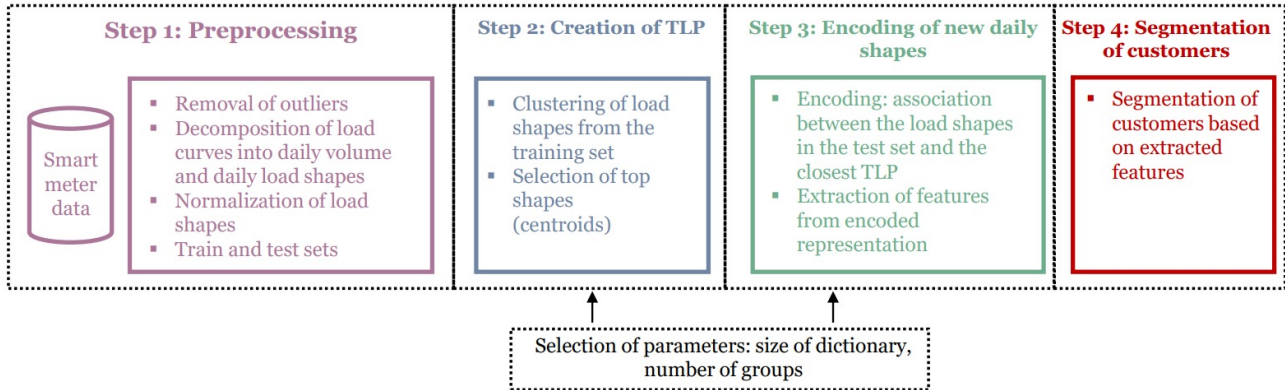 Step 1: Preprocessing
Smart
meter
data
▪ Removal of outliers
▪ Decomposition of load
curves into daily volume
and daily load shapes
▪ Normalization of load
shapes
▪ Train and test sets
Step 2: Creation of TLP
▪ Clustering of load
shapes from the
training set
▪ Selection of top
shapes
(centroids)
Step 3: Encoding of new daily
shapes
▪ Encoding: association
between the load shapes
in the test set and the
closest TLP
▪ Extraction of features
from encoded
representation
Step 4: Segmentation
of customers
▪ Segmentation of
customers based
on extracted
features
Selection of parameters: size of dictionary,
number of groups